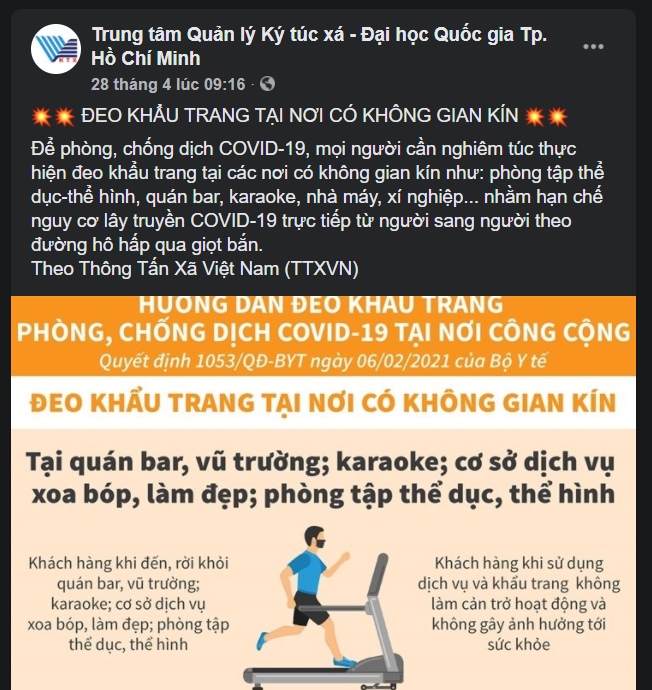 KTX
Trung tâm Quản lý Ký túc xá - Đại học Quốc gia Tp.
Hồ Chí Minh
28 tháng 4 lúc 09:16 ·
💥💥 ĐEO KHẨU TRANG TẠI NƠI CÓ KHÔNG GIAN KÍN 💥💥
Để phòng, chống dịch COVID-19, mọi người cần nghiêm túc thực
hiện đeo khẩu trang tại các nơi có không gian kín như: phòng tập thể
dục-thể hình, quán bar, karaoke, nhà máy, xí nghiệp... nhằm hạn chế
nguy cơ lây truyền COVID-19 trực tiếp từ người sang người theo
đường hô hấp qua giọt bắn.
Theo Thông Tấn Xã Việt Nam (TTXVN)
HƯỚNG DẪN ĐEO KHẨU TRANG
PHÒNG, CHỐNG DỊCH COVID-19 TẠI NƠI CÔNG CỘNG
Quyết định 1053/QĐ-BYT ngày 06/02/2021 của Bộ Y tế
ĐEO KHẨU TRANG TẠI NƠI CÓ KHÔNG GIAN KÍN
Tại quán bar, vũ trường; karaoke; cơ sở dịch vụ
xoa bóp, làm đẹp; phòng tập thể dục, thể hình
Khách hàng khi đến, rời khỏi
quán bar, vũ trường;
karaoke; cơ sở dịch vụ
xoa bóp, làm đẹp; phòng tập
thể dục, thể hình
Khách hàng khi sử dụng
dịch vụ và khẩu trang không
làm cản trở hoạt động và
không gây ảnh hưởng tới
sức khỏe